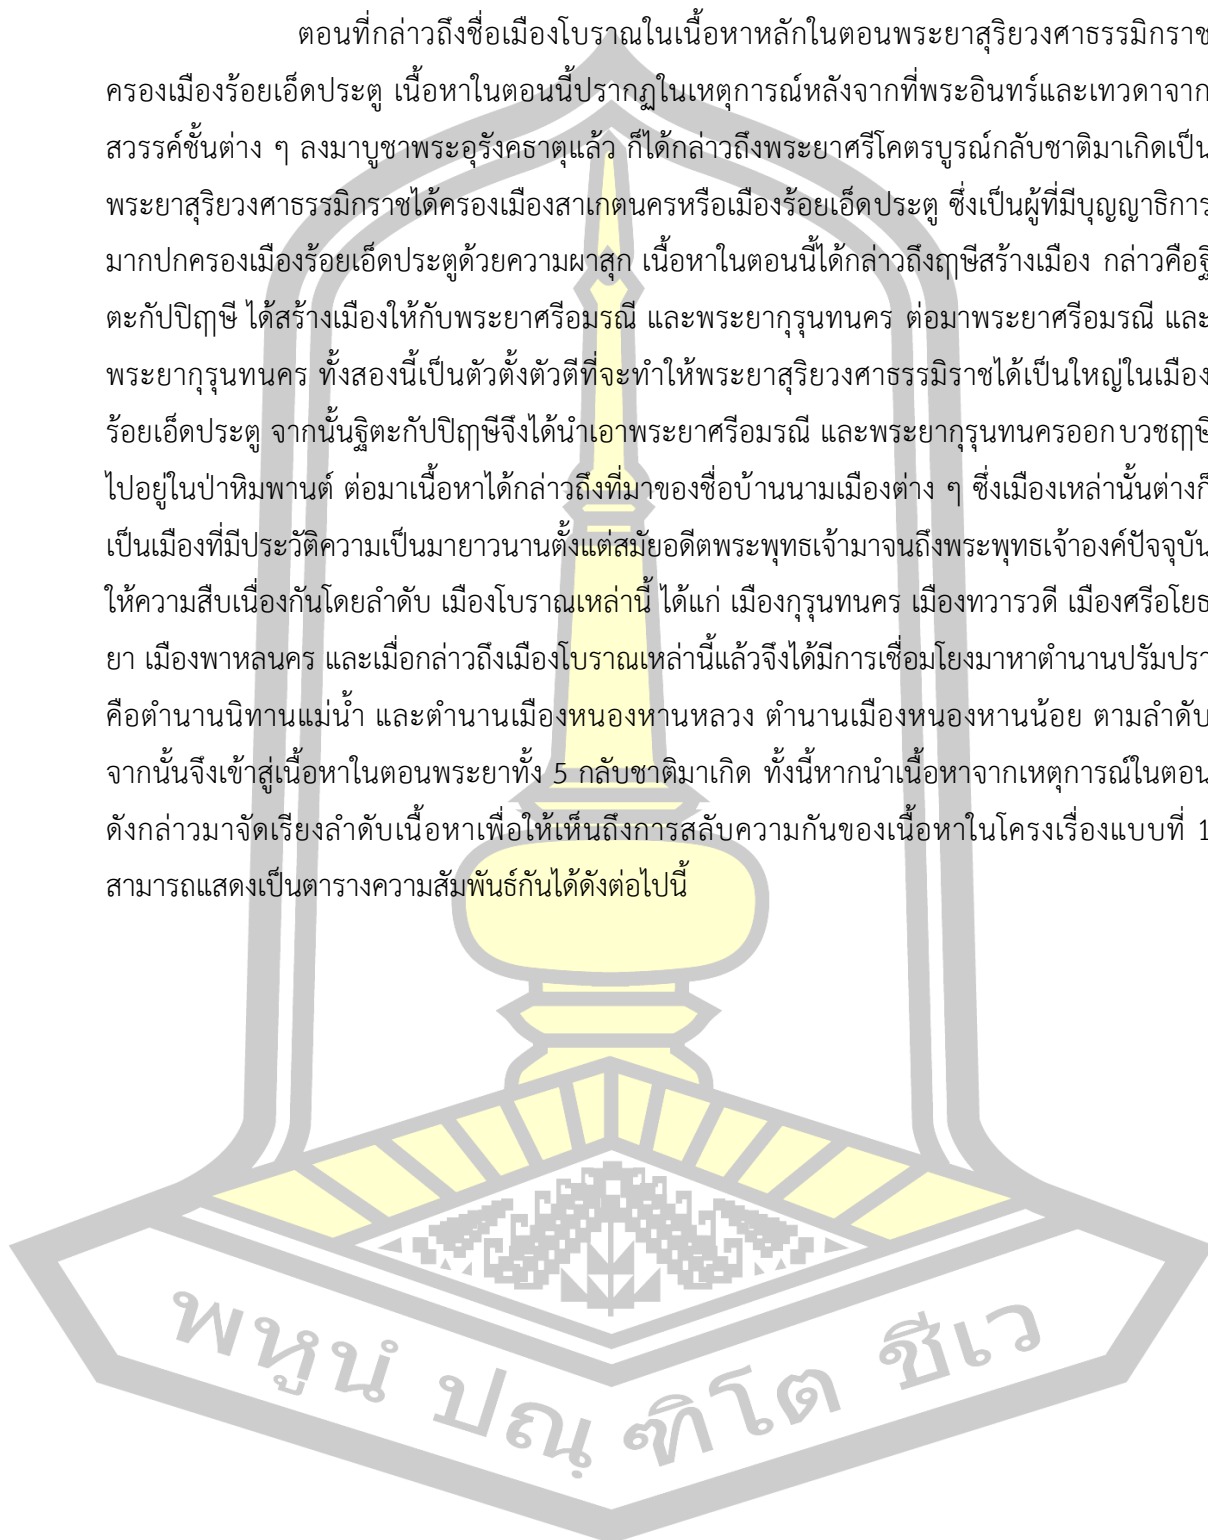 ตอนที่กล่าวถึงชื่อเมืองโบราณในเนื้อหาหลักในตอนพระยาสุริยวงศาธรรมิกราช
ครองเมืองร้อยเอ็ดประตู เนื้อหาในตอนนี้ปรากฏในเหตุการณ์หลังจากที่พระอินทร์และเทวดาจาก
สวรรค์ชั้นต่าง ๆ ลงมาบูชาพระอุรังคธาตุแล้ว ก็ได้กล่าวถึงพระยาศรีโคตรบูรณ์กลับชาติมาเกิดเป็น
พระยาสุริยวงศาธรรมิกราชได้ครองเมืองสาเกตนครหรือเมืองร้อยเอ็ดประตู ซึ่งเป็นผู้ที่มีบุญญาธิการ
มากปกครองเมืองร้อยเอ็ดประตูด้วยความผาสุก เนื้อหาในตอนนี้ได้กล่าวถึงฤๅษีสร้างเมือง กล่าวคือฐิ
ตะกัปปิฤๅษี ได้สร้างเมืองให้กับพระยาศรีอมรณี และพระยากุรุนทนคร ต่อมาพระยาศรีอมรณี และ
พระยากุรุนทนคร ทั้งสองนี้เป็นตัวตั้งตัวตีที่จะทำให้พระยาสุริยวงศาธรรมิราชได้เป็นใหญ่ในเมือง
ร้อยเอ็ดประตู จากนั้นฐิตะกัปปิฤๅษีจึงได้นำเอาพระยาศรีอมรณี และพระยากุรุนทนครออกบวชฤๅษี
ไปอยู่ในป่าหิมพานต์ ต่อมาเนื้อหาได้กล่าวถึงที่มาของชื่อบ้านนามเมืองต่าง ๆ ซึ่งเมืองเหล่านั้นต่างก็
เป็นเมืองที่มีประวัติความเป็นมายาวนานตั้งแต่สมัยอดีตพระพุทธเจ้ามาจนถึงพระพุทธเจ้าองค์ปัจจุบัน
ให้ความสืบเนื่องกันโดยลำดับ เมืองโบราณเหล่านี้ ได้แก่ เมืองกุรุนทนคร เมืองทวารวดี เมืองศรีอโยธ
ยา เมืองพาหลนคร และเมื่อกล่าวถึงเมืองโบราณเหล่านี้แล้วจึงได้มีการเชื่อมโยงมาหาตำนานปรัมปรา
คือตำนานนิทานแม่น้ำ และตำนานเมืองหนองหานหลวง ตำนานเมืองหนองหานน้อย ตามลำดับ
จากนั้นจึงเข้าสู่เนื้อหาในตอนพระยาทั้ง 5 กลับชาติมาเกิด ทั้งนี้หากนำเนื้อหาจากเหตุการณ์ในตอน
ดังกล่าวมาจัดเรียงลำดับเนื้อหาเพื่อให้เห็นถึงการสลับความกันของเนื้อหาในโครงเรื่องแบบที่ 1
สามารถแสดงเป็นตารางความสัมพันธ์กันได้ดังต่อไปนี้
พหูนํ ปณฺฑิโต ชีเว